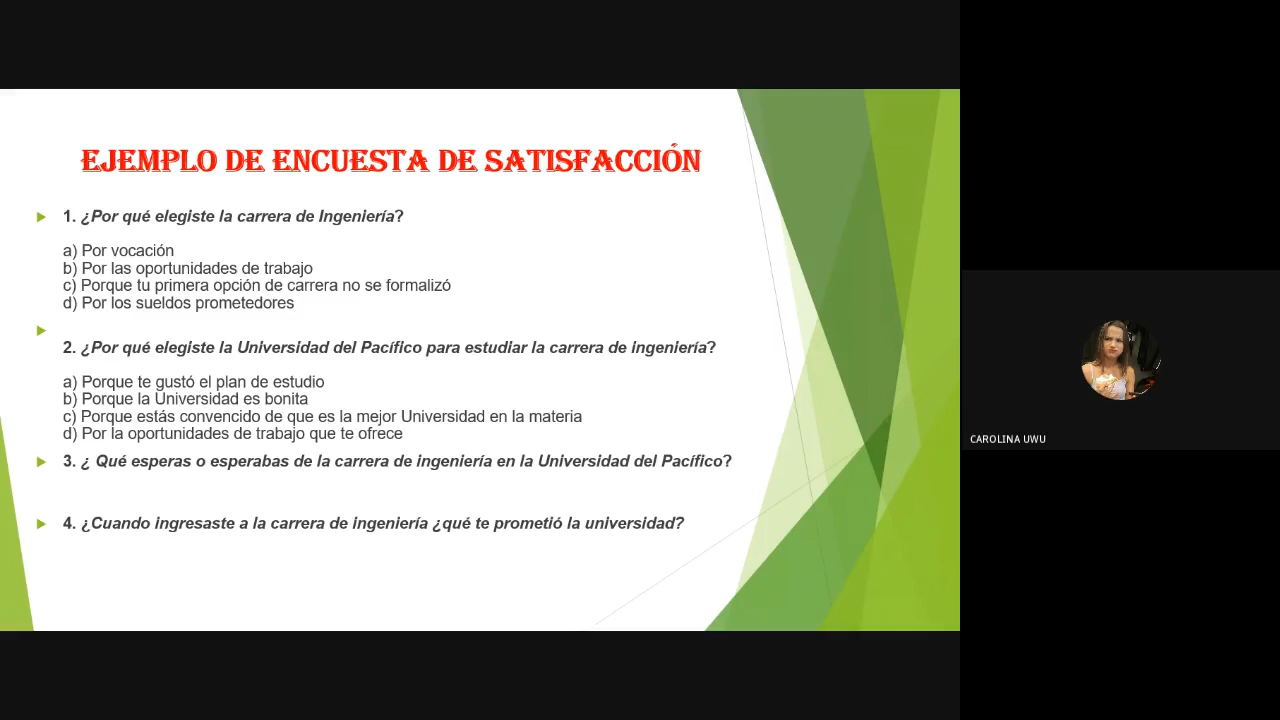 EJEMPLO DE ENCUESTA DE SATISFACCIÓN
1. ¿Por qué elegiste la carrera de Ingeniería?
a) Por vocación
b) Por las oportunidades de trabajo
c) Porque tu primera opción de carrera no se formalizó
d) Por los sueldos prometedores
2. ¿Por qué elegiste la Universidad del Pacífico para estudiar la carrera de ingeniería?
a) Porque te gustó el plan de estudio
b) Porque la Universidad es bonita
c) Porque estás convencido de que es la mejor Universidad en la materia
d) Por la oportunidades de trabajo que te ofrece
3. ¿ Qué esperas o esperabas de la carrera de ingeniería en la Universidad del Pacífico?
4. ¿Cuando ingresaste a la carrera de ingeniería ¿qué te prometió la universidad?
CAROLINA UWU